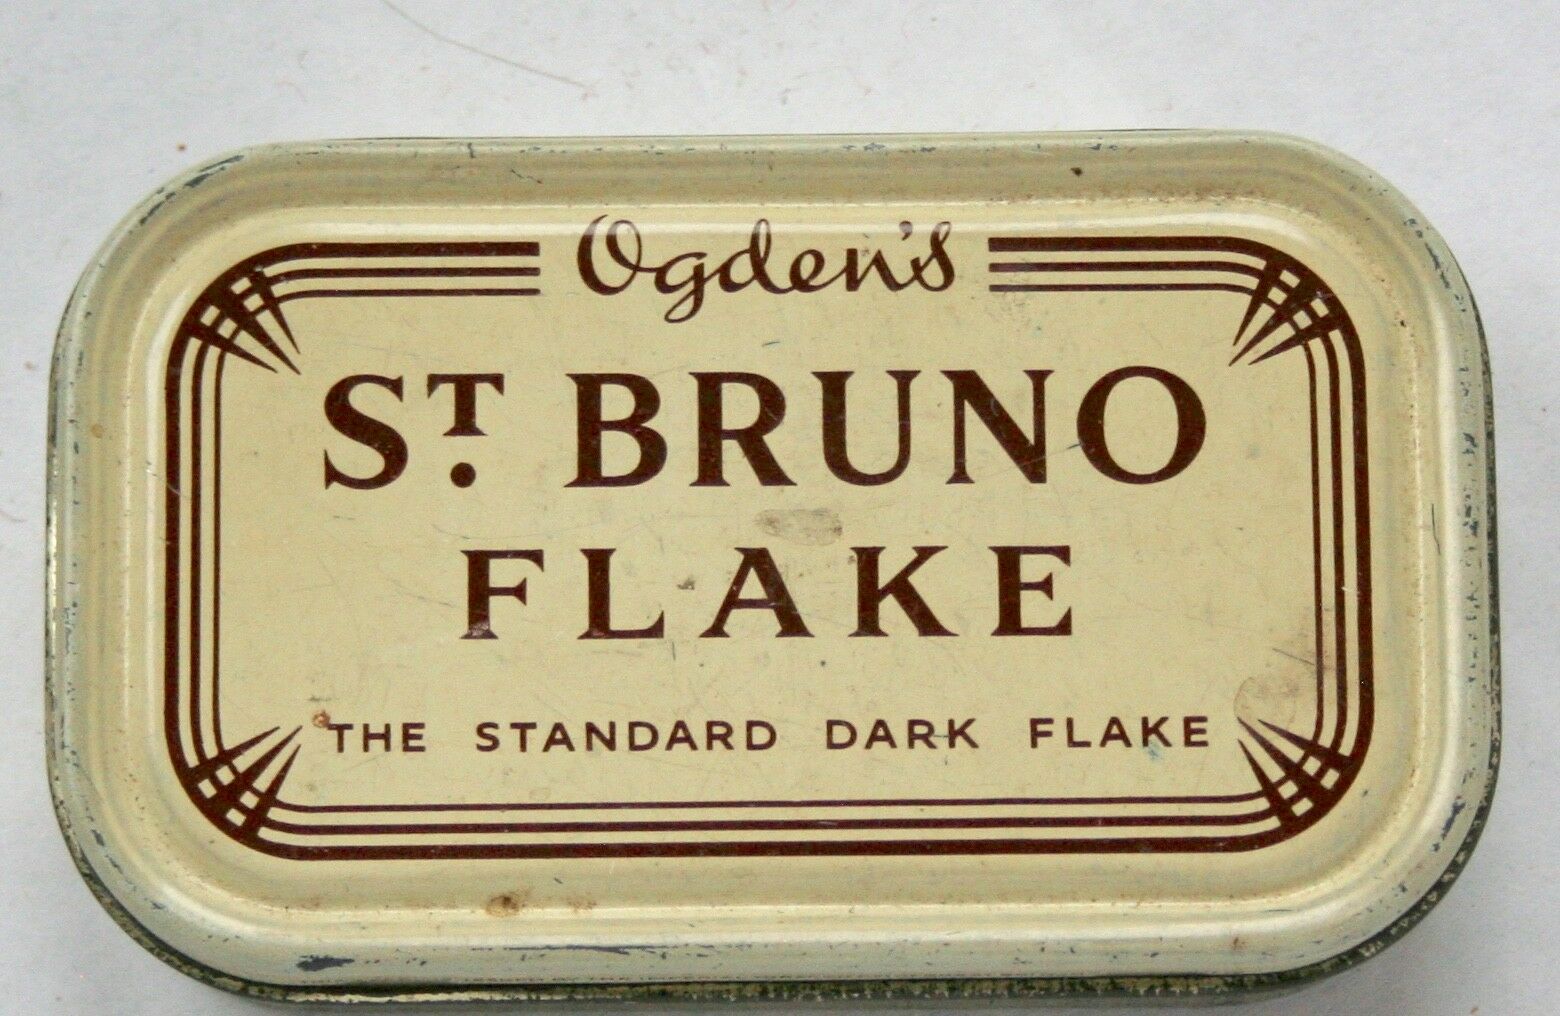 Ogden's
ST. BRUNO
FLAKE
THE STANDARD DARK FLAKE